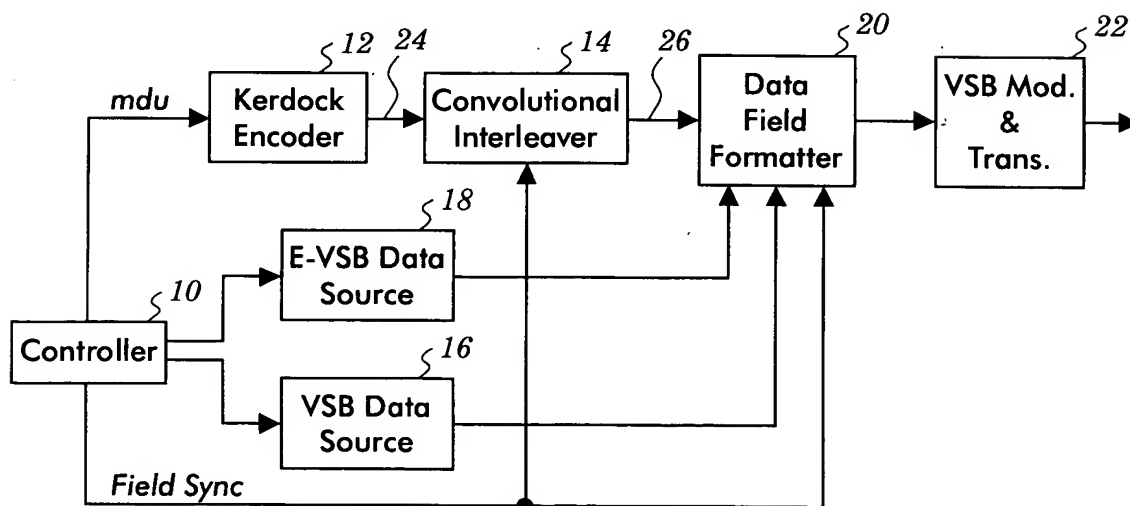 12
24
14
26
20
22
mdu
Kerdock
Encoder
Convolutional
Interleaver
Data
Field
Formatter
VSB Mod.
&
Trans.
18
E-VSB Data
Source
10
Controller
16
VSB Data
Source
Field Sync